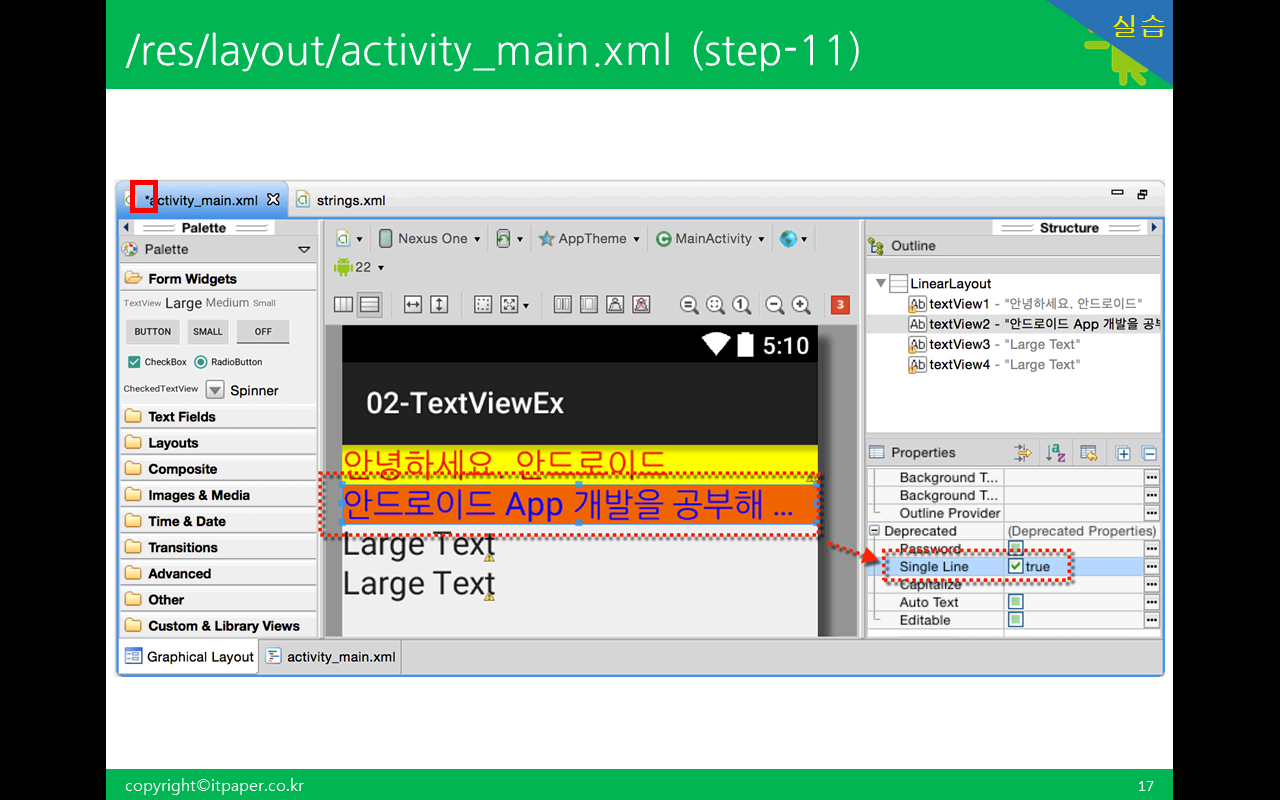 /res/layout/activity_main.xml (step-11)
실습
*activity_main.xml
strings.xml
Palette
Palette
Form Widgets
TextView Large Medium Small
BUTTON SMALL OFF
CheckBox RadioButton
CheckedTextView Spinner
Text Fields
Layouts
Composite
Images & Media
Time & Date
Transitions
Advanced
Other
Custom & Library Views
Nexus One AppTheme MainActivity
22
1
3
5:10
02-TextViewEx
안녕하세요. 안드로이드
안드로이드 App 개발을 공부해 ...
Large Text
Large Text
Structure
Outline
LinearLayout
Ab textView1 - "안녕하세요. 안드로이드"
Ab textView2 - "안드로이드 App 개발을 공부
Ab textView3 - "Large Text"
Ab textView4 - "Large Text"
Properties
Background T...
Background T...
Outline Provider
Deprecated (Deprecated Properties)
Password
Single Line true
Capitalize
Auto Text
Editable
Graphical Layout
activity_main.xml
copyright©itpaper.co.kr
17